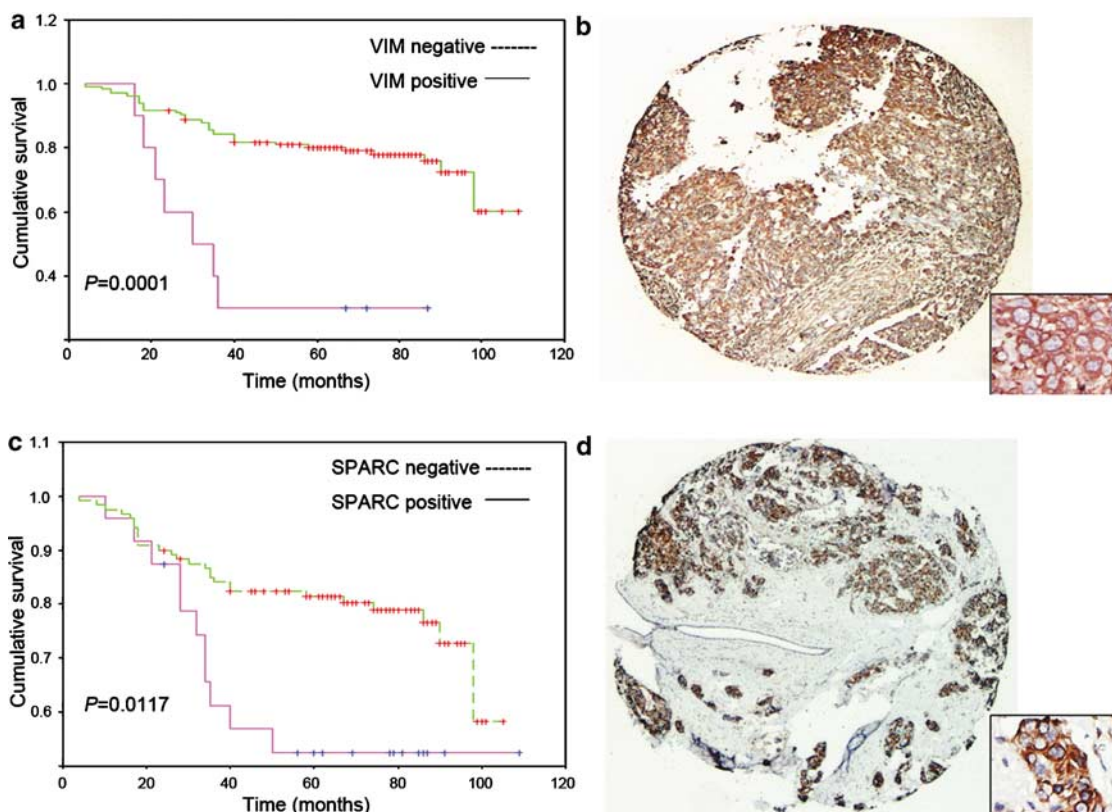 a
1.2
1.0
0.8
0.6
0.4
Cumulative survival
VIM negative
VIM positive
P=0.0001
0 20 40 60 80 100 120
Time (months)
b
c
1.1
1.0
0.9
0.8
0.7
0.6
Cumulative survival
SPARC negative
SPARC positive
P=0.0117
0 20 40 60 80 100 120
Time (months)
d